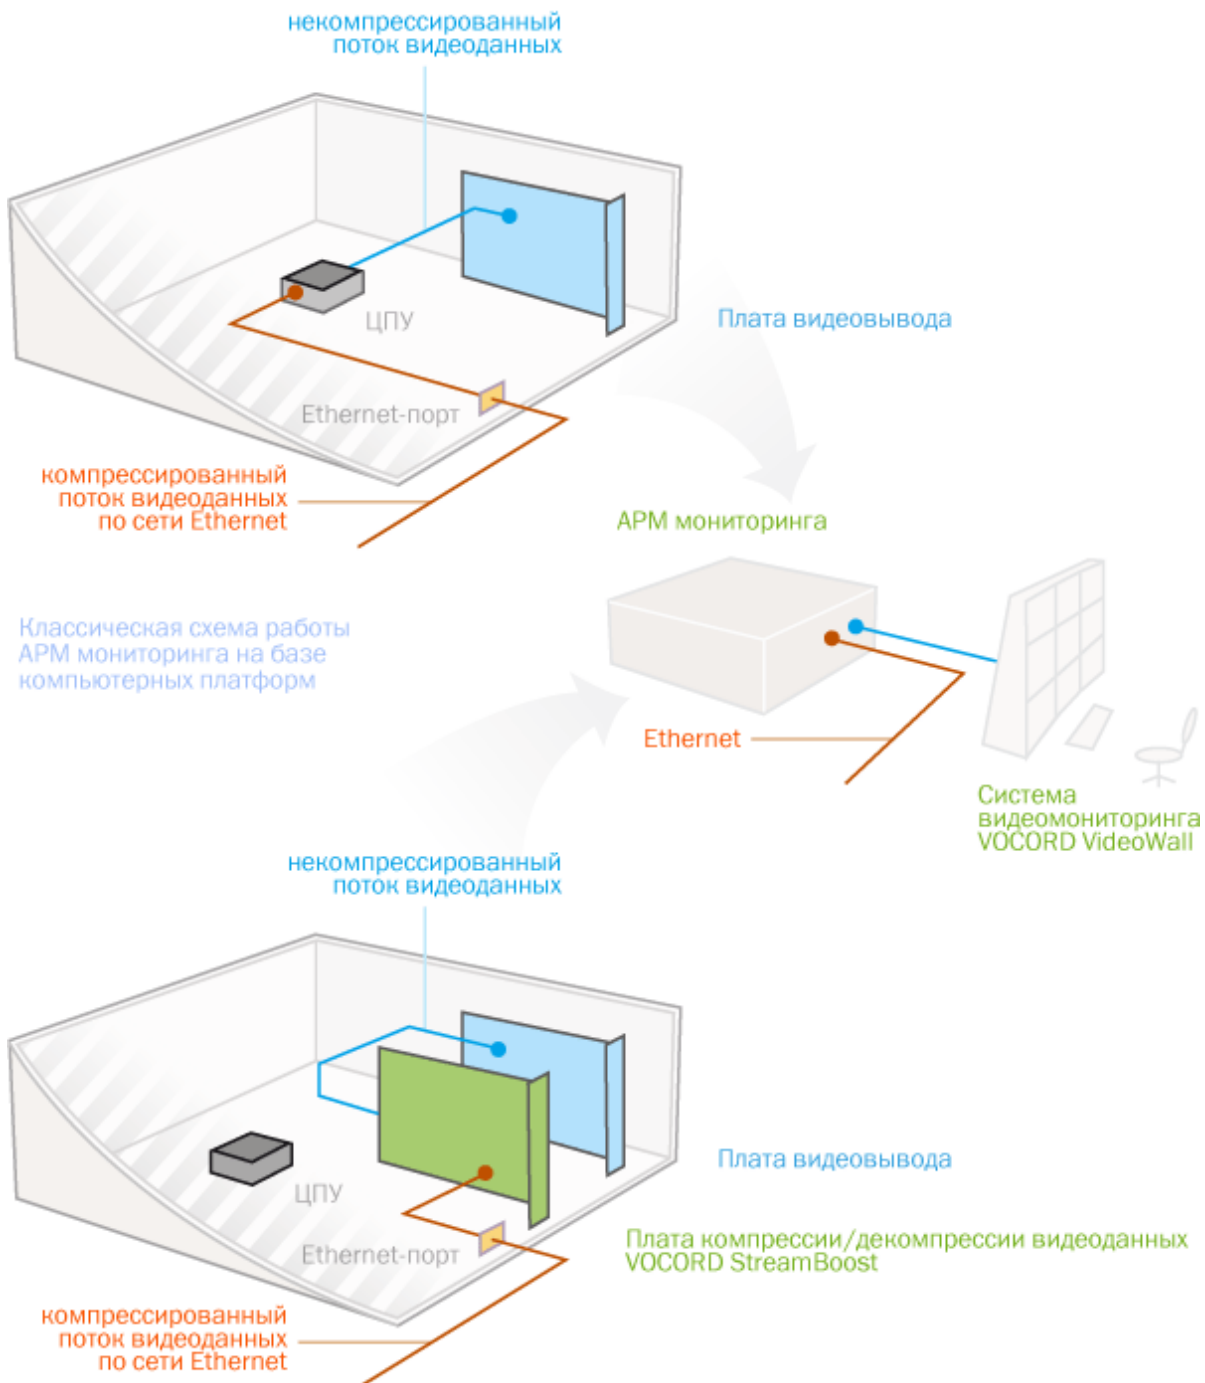 некомпрессированный
поток видеоданных
ЦПУ
Плата видеовывода
Ethernet-порт
компрессированный
поток видеоданных
по сети Ethernet
АРМ мониторинга
Классическая схема работы
АРМ мониторинга на базе
компьютерных платформ
Ethernet
Система
видеомониторинга
VOCORD VideoWall
некомпрессированный
поток видеоданных
ЦПУ
Плата видеовывода
Ethernet-порт
Плата компрессии/декомпрессии видеоданных
VOCORD StreamBoost
компрессированный
поток видеоданных
по сети Ethernet